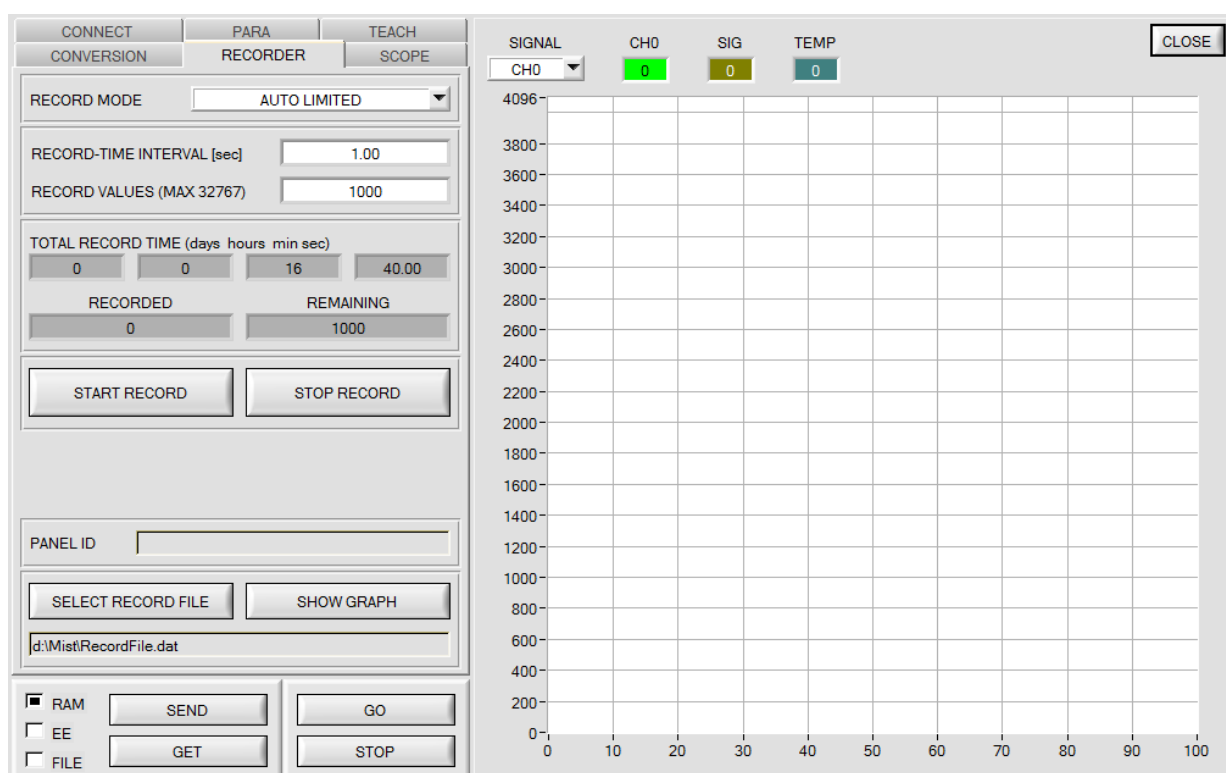 CONNECT PARA TEACH
CONVERSION RECORDER SCOPE
RECORD MODE AUTO LIMITED
RECORD-TIME INTERVAL [sec] 1.00
RECORD VALUES (MAX 32767) 1000
TOTAL RECORD TIME (days hours min sec)
0 0 16 40.00
RECORDED REMAINING
0 1000
START RECORD STOP RECORD
PANEL ID
SELECT RECORD FILE SHOW GRAPH
d:\Mist\RecordFile.dat
RAM
EE
FILE
SEND GO
GET STOP
SIGNAL CH0 SIG TEMP CLOSE
CH0 0 0 0
4096
3800
3600
3400
3200
3000
2800
2600
2400
2200
2000
1800
1600
1400
1200
1000
800
600
400
200
0
0 10 20 30 40 50 60 70 80 90 100